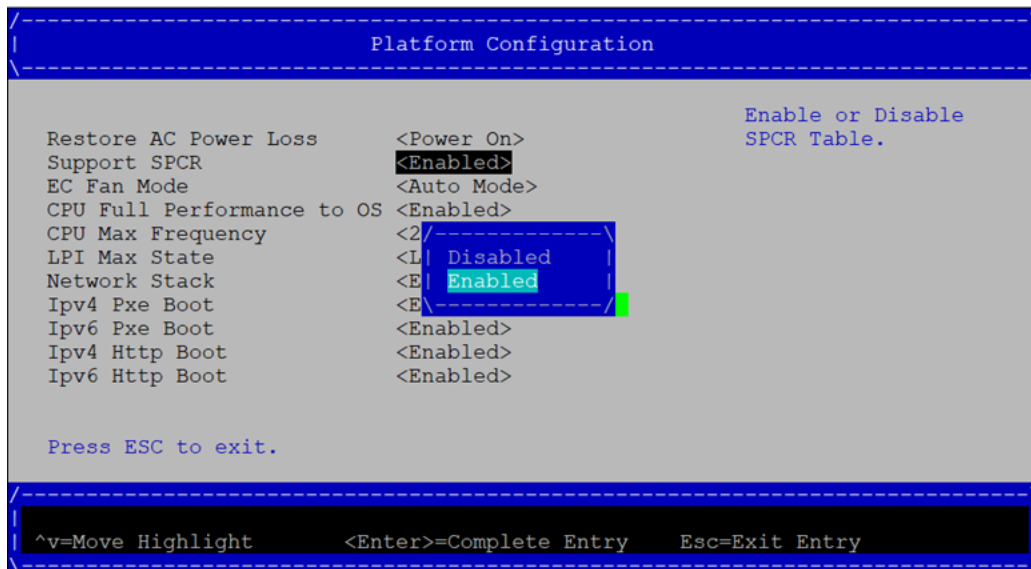 Platform Configuration
Enable or Disable
SPCR Table.
Restore AC Power Loss <Power On>
Support SPCR <Enabled>
EC Fan Mode <Auto Mode>
CPU Full Performance to OS <Enabled>
CPU Max Frequency <2
LPI Max State <L
Network Stack <E
Ipv4 Pxe Boot <E
Ipv6 Pxe Boot <Enabled>
Ipv4 Http Boot <Enabled>
Ipv6 Http Boot <Enabled>
Disabled
Enabled
Press ESC to exit.
^v=Move Highlight <Enter>=Complete Entry Esc=Exit Entry